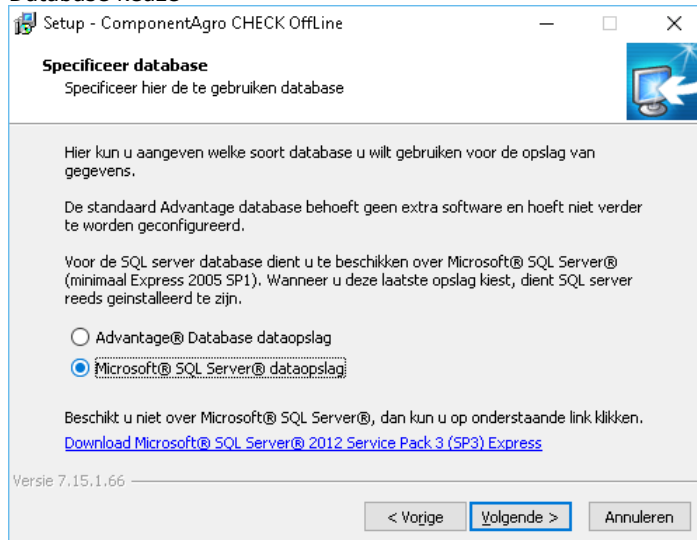 Setup - ComponentAgro CHECK OffLine
Specificeer database
Specificeer hier de te gebruiken database
Hier kun u aangeven welke soort database u wilt gebruiken voor de opslag van
gegevens.
De standaard Advantage database behoeft geen extra software en hoeft niet verder
te worden geconfigureerd.
Voor de SQL server database dient u te beschikken over Microsoft® SQL Server®
(minimaal Express 2005 SP1). Wanneer u deze laatste opslag kiest, dient SQL server
reeds geinstalleerd te zijn.
Advantage® Database dataopslag
Microsoft® SQL Server® dataopslag
Beschikt u niet over Microsoft® SQL Server®, dan kun u op onderstaande link klikken.
Download Microsoft® SQL Server® 2012 Service Pack 3 (SP3) Express
Versie 7.15.1.66
< Vorige
Volgende >
Annuleren